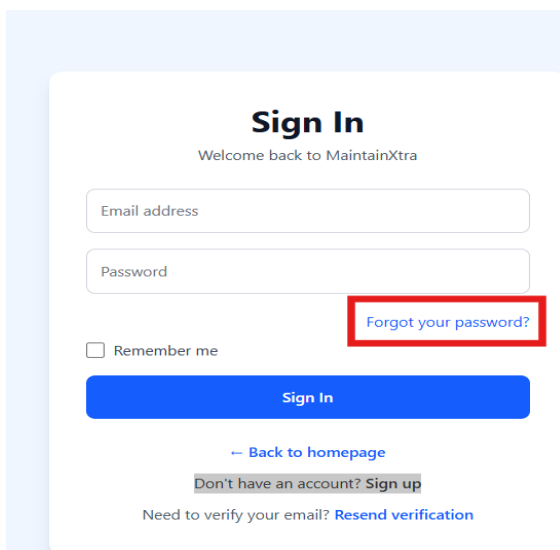 Sign In
Welcome back to MaintainXtra
Email address
Password
Forgot your password?
Remember me
Sign In
← Back to homepage
Don't have an account? Sign up
Need to verify your email? Resend verification